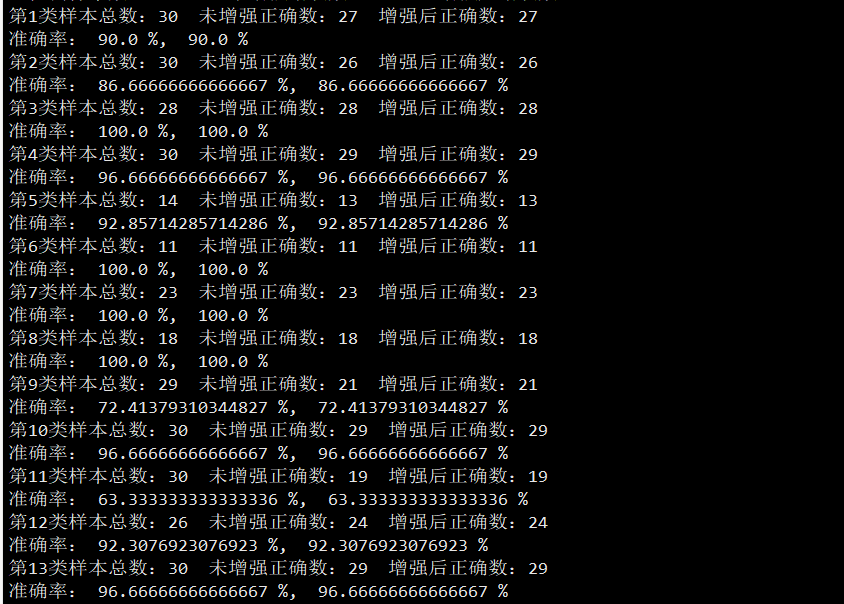 第1类样本总数：30  未增强正确数：27  增强后正确数：27
准确率： 90.0 %,  90.0 %
第2类样本总数：30  未增强正确数：26  增强后正确数：26
准确率： 86.66666666666667 %,  86.66666666666667 %
第3类样本总数：28  未增强正确数：28  增强后正确数：28
准确率： 100.0 %,  100.0 %
第4类样本总数：30  未增强正确数：29  增强后正确数：29
准确率： 96.66666666666667 %,  96.66666666666667 %
第5类样本总数：14  未增强正确数：13  增强后正确数：13
准确率： 92.85714285714286 %,  92.85714285714286 %
第6类样本总数：11  未增强正确数：11  增强后正确数：11
准确率： 100.0 %,  100.0 %
第7类样本总数：23  未增强正确数：23  增强后正确数：23
准确率： 100.0 %,  100.0 %
第8类样本总数：18  未增强正确数：18  增强后正确数：18
准确率： 100.0 %,  100.0 %
第9类样本总数：29  未增强正确数：21  增强后正确数：21
准确率： 72.41379310344827 %,  72.41379310344827 %
第10类样本总数：30  未增强正确数：29  增强后正确数：29
准确率： 96.66666666666667 %,  96.66666666666667 %
第11类样本总数：30  未增强正确数：19  增强后正确数：19
准确率： 63.333333333333336 %,  63.333333333333336 %
第12类样本总数：26  未增强正确数：24  增强后正确数：24
准确率： 92.3076923076923 %,  92.3076923076923 %
第13类样本总数：30  未增强正确数：29  增强后正确数：29
准确率： 96.66666666666667 %,  96.66666666666667 %